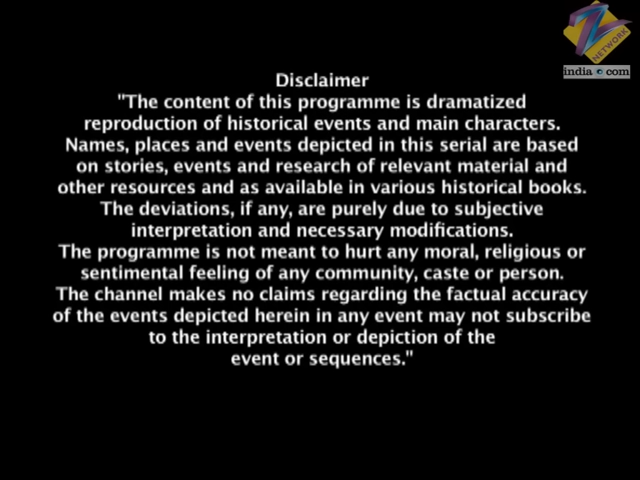 Z
NETWORK
india.com
Disclaimer
"The content of this programme is dramatized
reproduction of historical events and main characters.
Names, places and events depicted in this serial are based
on stories, events and research of relevant material and
other resources and as available in various historical books.
The deviations, if any, are purely due to subjective
interpretation and necessary modifications.
The programme is not meant to hurt any moral, religious or
sentimental feeling of any community, caste or person.
The channel makes no claims regarding the factual accuracy
of the events depicted herein in any event may not subscribe
to the interpretation or depiction of the
event or sequences."